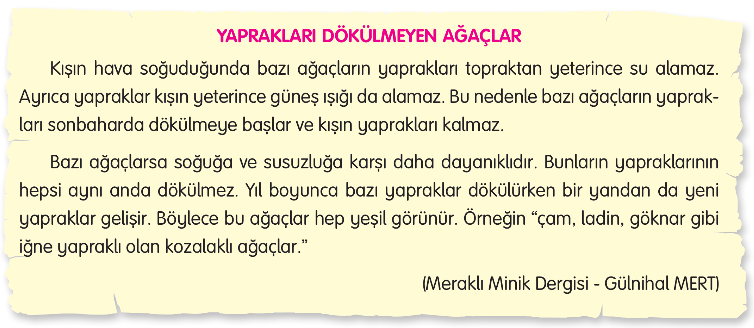 YAPRAKLARI DÖKÜLMEYEN AĞAÇLAR
Kışın hava soğuduğunda bazı ağaçların yaprakları topraktan yeterince su alamaz.
Ayrıca yapraklar kışın yeterince güneş ışığı da alamaz. Bu nedenle bazı ağaçların yaprak-
ları sonbaharda dökülmeye başlar ve kışın yaprakları kalmaz.
Bazı ağaçlarsa soğuğa ve susuzluğa karşı daha dayanıklıdır. Bunların yapraklarının
hepsi aynı anda dökülmez. Yıl boyunca bazı yapraklar dökülürken bir yandan da yeni
yapraklar gelişir. Böylece bu ağaçlar hep yeşil görünür. Örneğin “çam, ladin, göknar gibi
iğne yapraklı olan kozalaklı ağaçlar.”
(Meraklı Minik Dergisi - Gülnihal MERT)